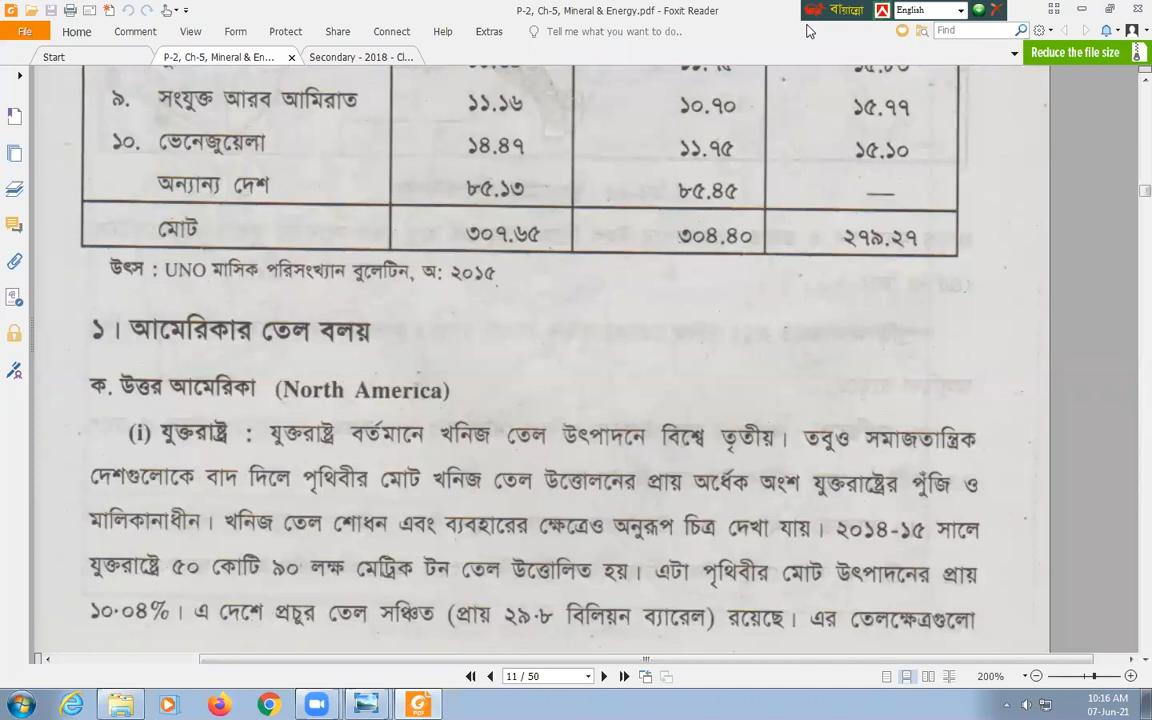 P-2, Ch-5, Mineral & Energy.pdf - Foxit Reader
বাঁয়ান্নো English
File Home Comment View Form Protect Share Connect Help Extras Tell me what you want to do... Find
Start P-2, Ch-5, Mineral & En... Secondary - 2018 - Cl... Reduce the file size
৯. সংযুক্ত আরব আমিরাত ১১.১৬ ১০.৭০ ১৫.৭৭
১০. ভেনেজুয়েলা ১৪.৪৭ ১১.৭৫ ১৫.১০
অন্যান্য দেশ ৮৫.১৩ ৮৫.৪৫ —
মোট ৩০৭.৬৫ ৩০৪.৪০ ২৭৯.২৭
উৎস : UNO মাসিক পরিসংখ্যান বুলেটিন, অ: ২০১৫
১। আমেরিকার তেল বলয়
ক. উত্তর আমেরিকা (North America)
(i) যুক্তরাষ্ট্র : যুক্তরাষ্ট্র বর্তমানে খনিজ তেল উৎপাদনে বিশ্বে তৃতীয়। তবুও সমাজতান্ত্রিক
দেশগুলোকে বাদ দিলে পৃথিবীর মোট খনিজ তেল উত্তোলনের প্রায় অর্ধেক অংশ যুক্তরাষ্ট্রের পুঁজি ও
মালিকানাধীন। খনিজ তেল শোধন এবং ব্যবহারের ক্ষেত্রেও অনুরূপ চিত্র দেখা যায়। ২০১৪-১৫ সালে
যুক্তরাষ্ট্রে ৫০ কোটি ৯০ লক্ষ মেট্রিক টন তেল উত্তোলিত হয়। এটা পৃথিবীর মোট উৎপাদনের প্রায়
১০.০৪%। এ দেশে প্রচুর তেল সঞ্চিত (প্রায় ২৯.৮ বিলিয়ন ব্যারেল) রয়েছে। এর তেলক্ষেত্রগুলো
11 / 50 200%
10:16 AM
07-Jun-21